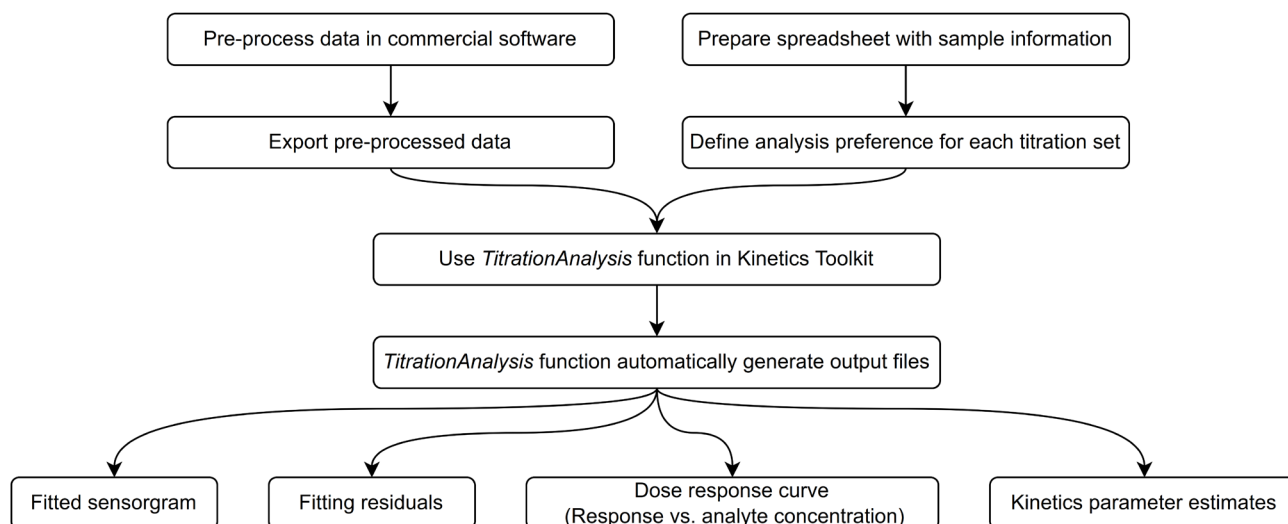 Pre-process data in commercial software
Prepare spreadsheet with sample information
Export pre-processed data
Define analysis preference for each titration set
Use TitrationAnalysis function in Kinetics Toolkit
TitrationAnalysis function automatically generate output files
Fitted sensorgram
Fitting residuals
Dose response curve
(Response vs. analyte concentration)
Kinetics parameter estimates